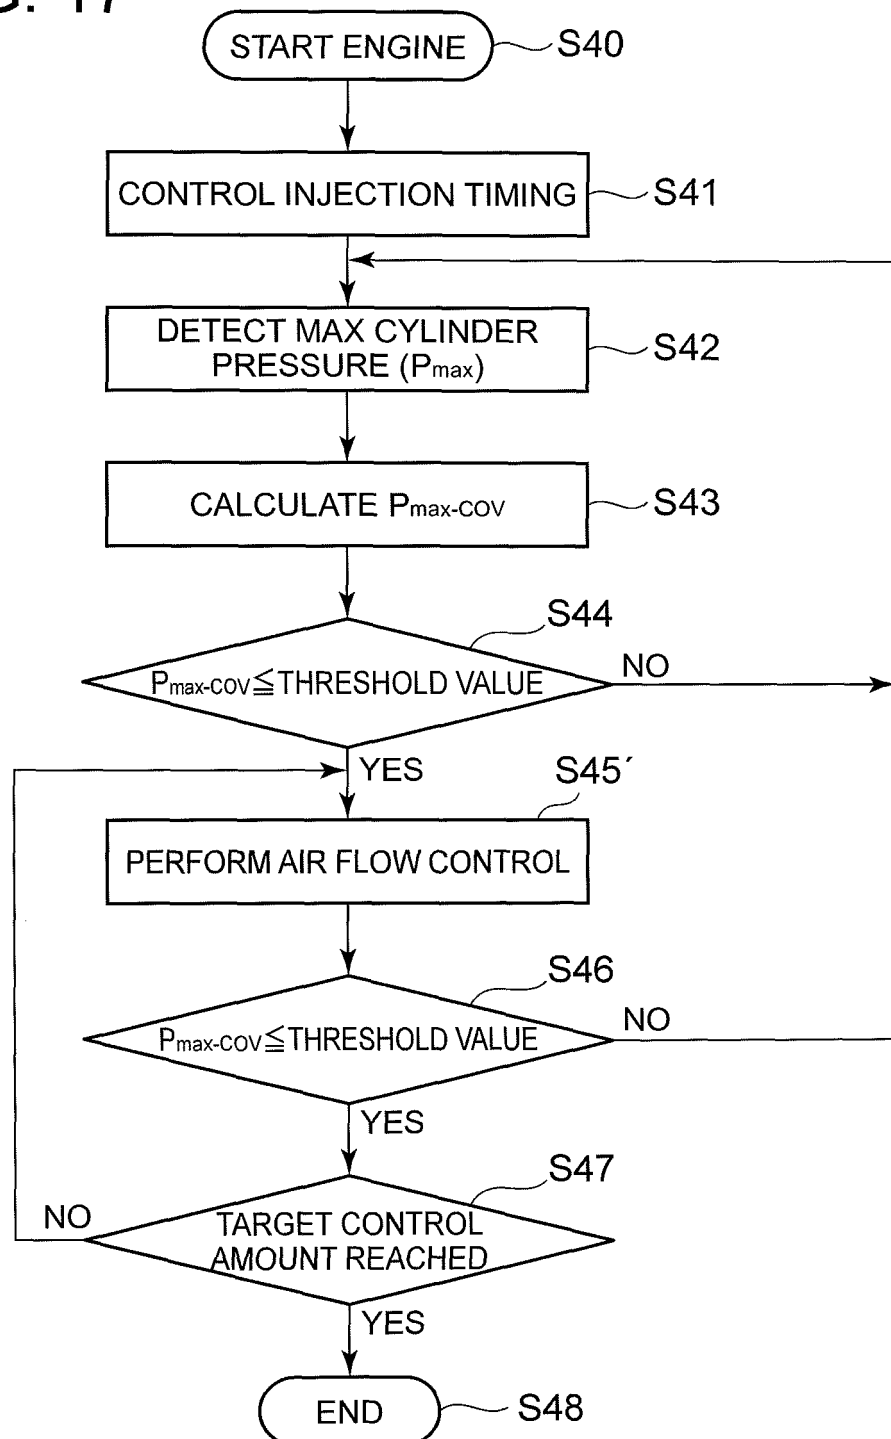 START ENGINE
S40
CONTROL INJECTION TIMING
S41
DETECT MAX CYLINDER
PRESSURE (Pmax)
S42
CALCULATE Pmax-COV
S43
S44
Pmax-COV≦THRESHOLD VALUE
NO
YES
S45´
PERFORM AIR FLOW CONTROL
S46
Pmax-COV≦THRESHOLD VALUE
NO
YES
S47
NO
TARGET CONTROL
AMOUNT REACHED
YES
END
S48